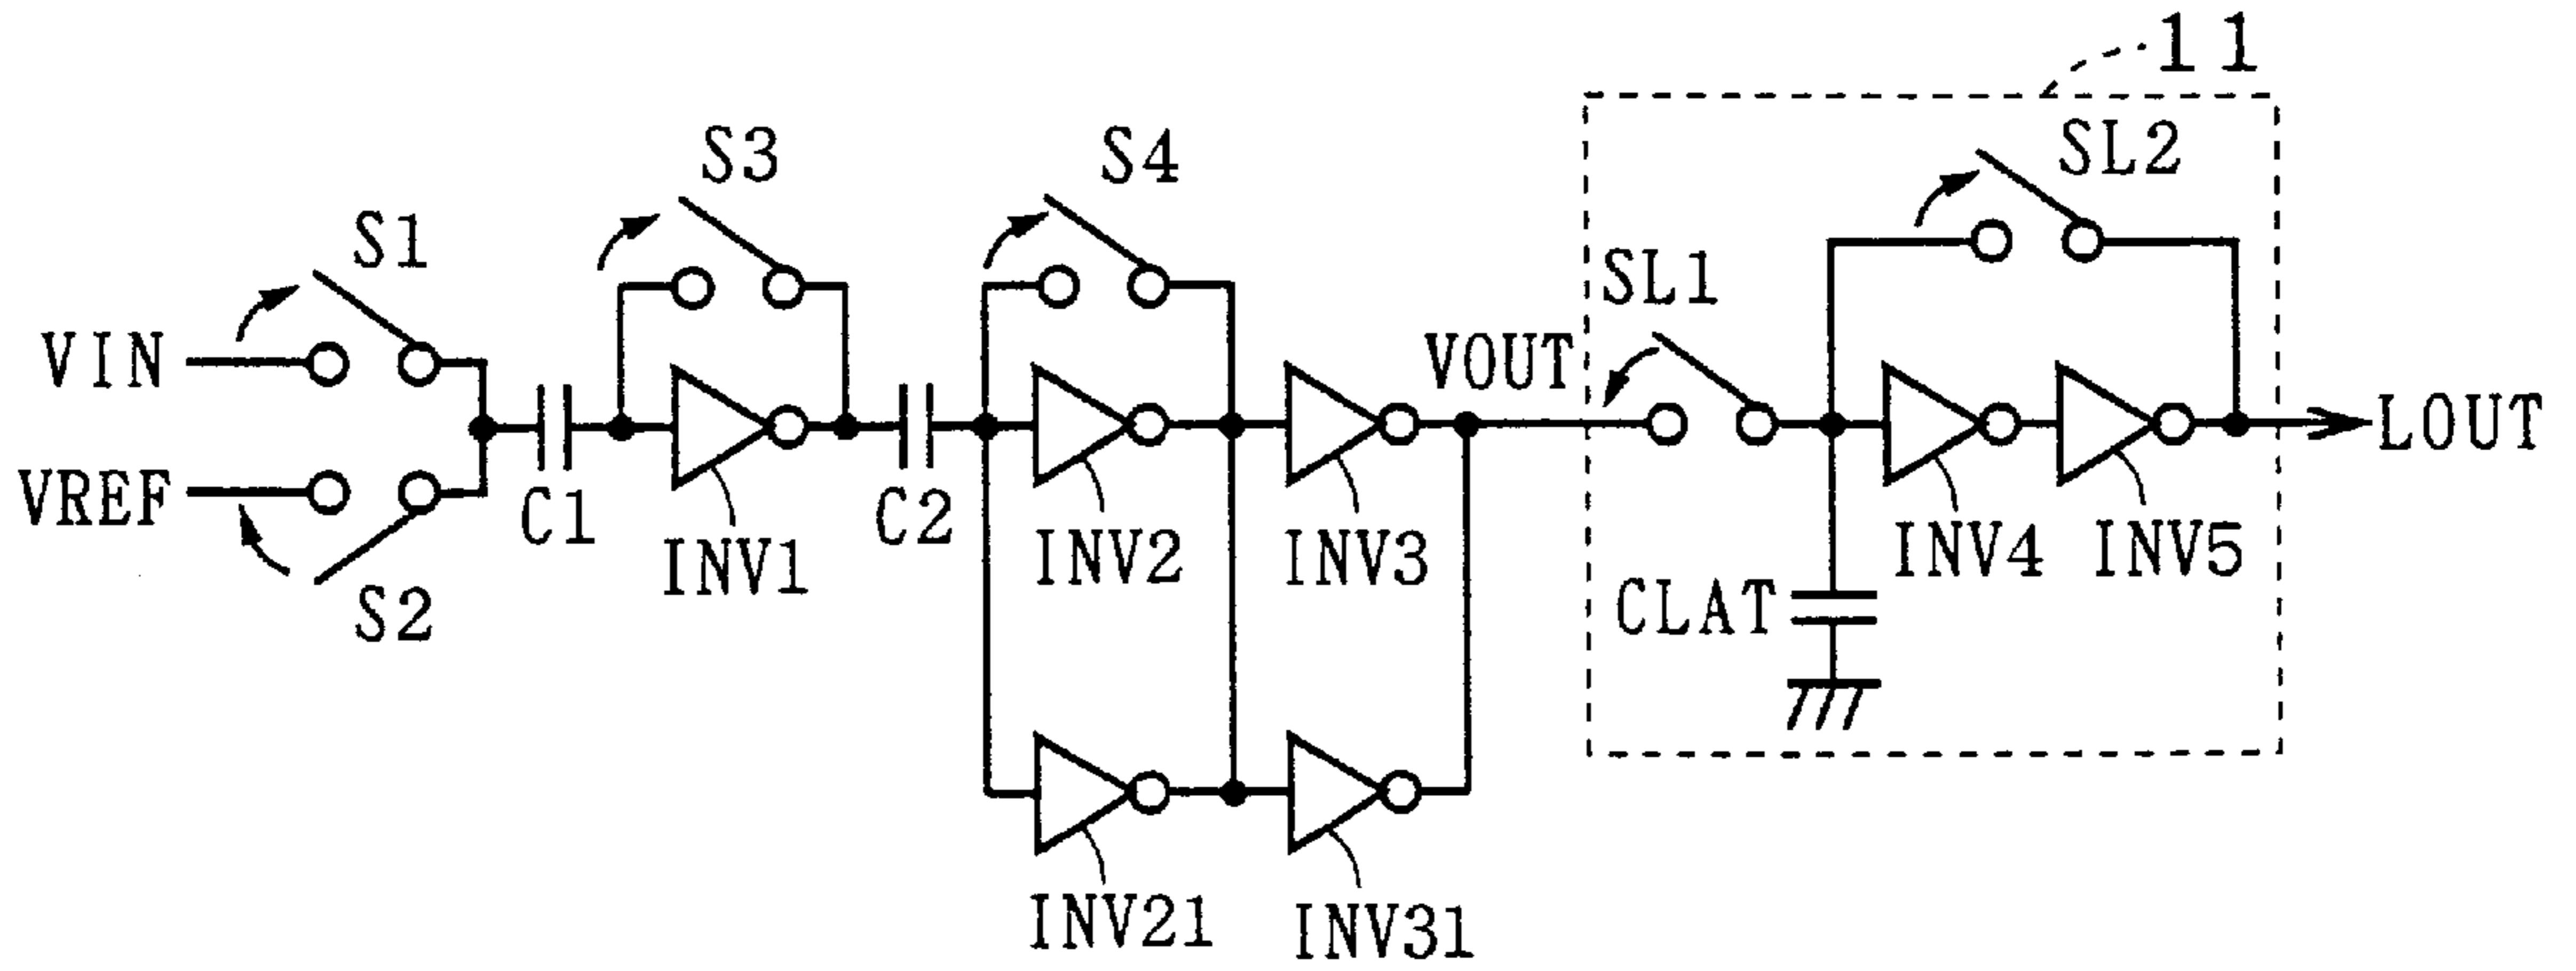 11
S3
S4
SL2
S1
SL1
VIN
VOUT
LOUT
VREF
C1
C2
INV1
INV2
INV3
INV4
INV5
S2
CLAT
INV21
INV31